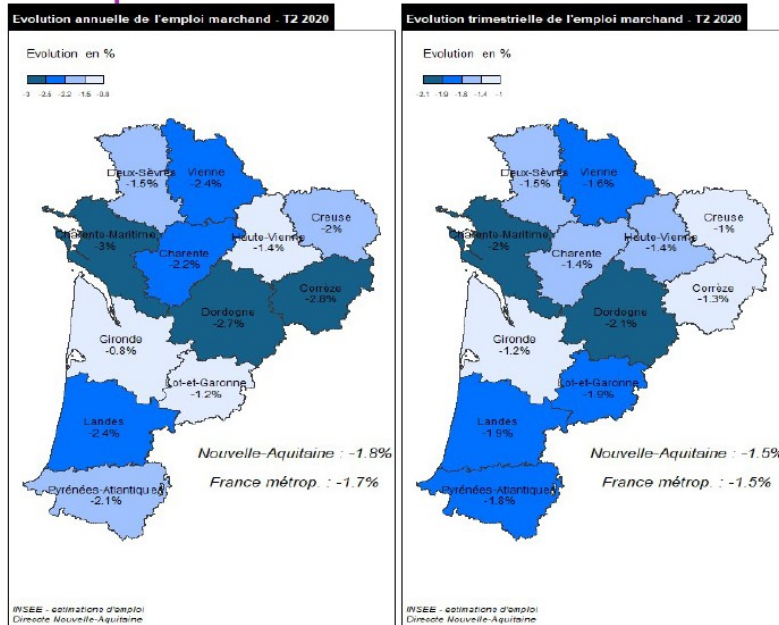 Evolution annuelle de l'emploi marchand - T2 2020
Evolution en %
-3 -2.5 -2.2 -1.5 -0.8
Deux-Sèvres
-1.5%
Vienne
-2.4%
Charente-Maritime
-3%
Charente
-2.2%
Haute-Vienne
-1.4%
Creuse
-2%
Corrèze
-2.8%
Dordogne
-2.7%
Gironde
-0.8%
Lot-et-Garonne
-1.2%
Landes
-2.4%
Pyrénées-Atlantiques
-2.1%
Nouvelle-Aquitaine : -1.8%
France métrop. : -1.7%
INSEE - estimations d'emploi
Direccte Nouvelle-Aquitaine
Evolution trimestrielle de l'emploi marchand - T2 2020
Evolution en %
-2.1 -1.9 -1.6 -1.4 -1
Deux-Sèvres
-1.5%
Vienne
-1.6%
Charente-Maritime
-2%
Charente
-1.4%
Haute-Vienne
-1.4%
Creuse
-1%
Corrèze
-1.3%
Dordogne
-2.1%
Gironde
-1.2%
Lot-et-Garonne
-1.9%
Landes
-1.9%
Pyrénées-Atlantiques
-1.8%
Nouvelle-Aquitaine : -1.5%
France métrop. : -1.5%
INSEE - estimations d'emploi
Direccte Nouvelle-Aquitaine